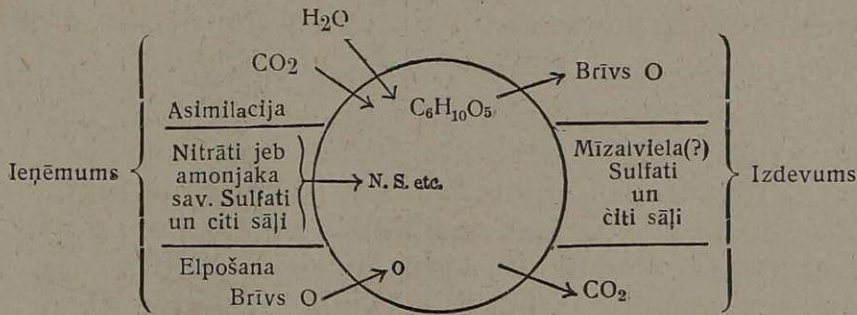 H₂O
CO₂
Brīvs O
C₆H₁₀O₅
Asimilacija
Ieņēmums
Nitrāti jeb
amonjaka
sav. Sulfati
un citi sāļi
N. S. etc.
Mīzalviela(?)
Sulfati
un
čiti sāļi
Izdevums
Elpošana
Brīvs O
O
CO₂